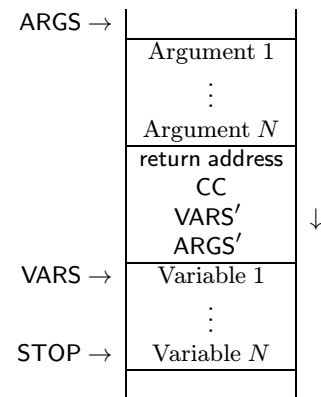 ARGS →
Argument 1
⋮
Argument N
return address
CC
VARS′ ↓
ARGS′
VARS → Variable 1
⋮
STOP → Variable N